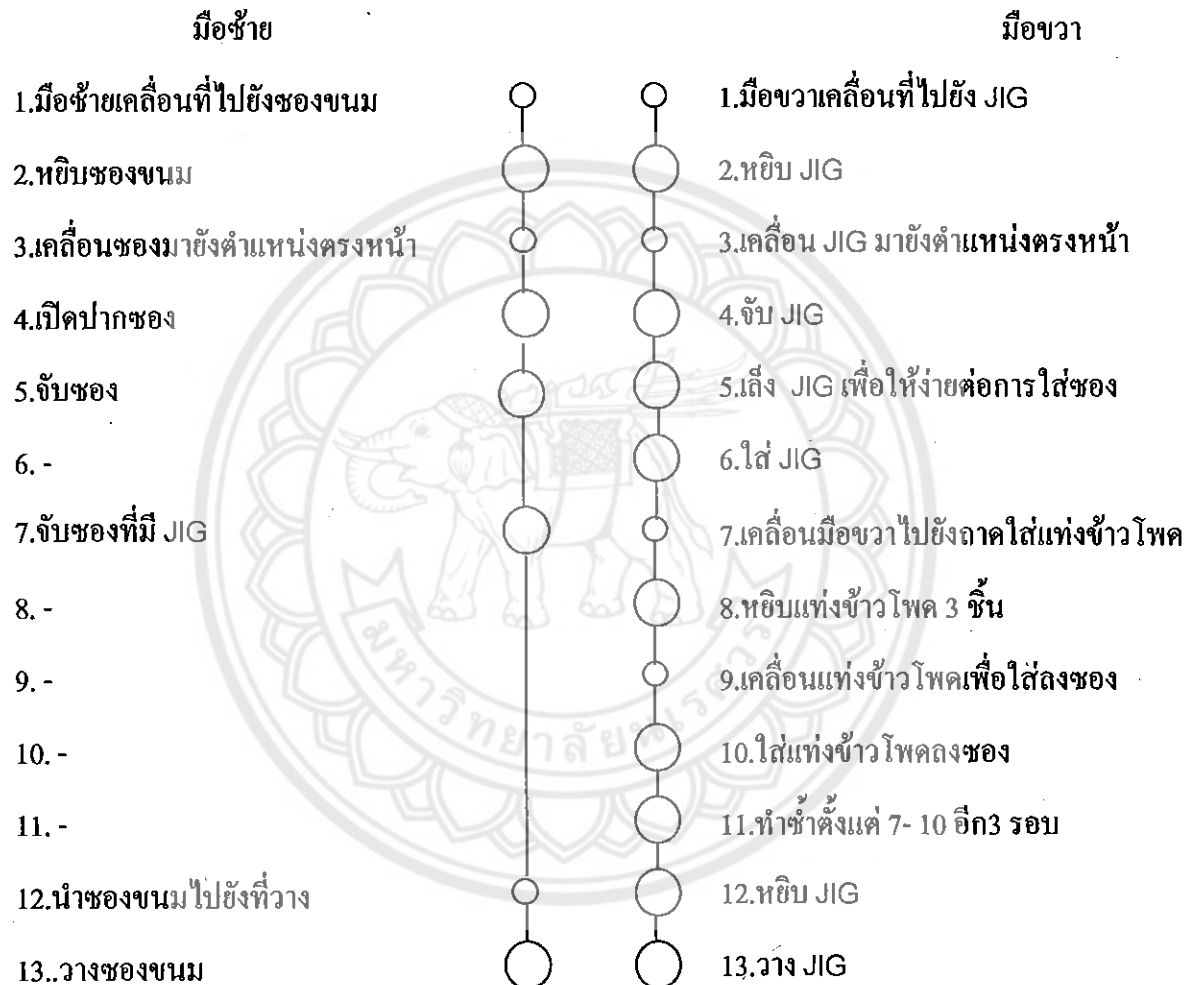 มือซ้าย มือขวา
1.มือซ้ายเคลื่อนที่ไปยังซองขนม 1.มือขวาเคลื่อนที่ไปยัง JIG
2.หยิบซองขนม 2.หยิบ JIG
3.เคลื่อนซองมายังตำแหน่งตรงหน้า 3.เคลื่อน JIG มายังตำแหน่งตรงหน้า
4.เปิดปากซอง 4.จับ JIG
5.จับซอง 5.เล็ง JIG เพื่อให้ง่ายต่อการใส่ซอง
6. - 6.ใส่ JIG
7.จับซองที่มี JIG 7.เคลื่อนมือขวาไปยังถาดใส่แท่งข้าวโพด
8. - 8.หยิบแท่งข้าวโพด 3 ชิ้น
9. - 9.เคลื่อนแท่งข้าวโพดเพื่อใส่ลงซอง
10. - 10.ใส่แท่งข้าวโพดลงซอง
11. - 11.ทำซ้ำตั้งแต่ 7- 10 อีก3 รอบ
12.นำซองขนมไปยังที่วาง 12.หยิบ JIG
13..วางซองขนม 13.วาง JIG
มหาวิทยาลัยนเรศวร